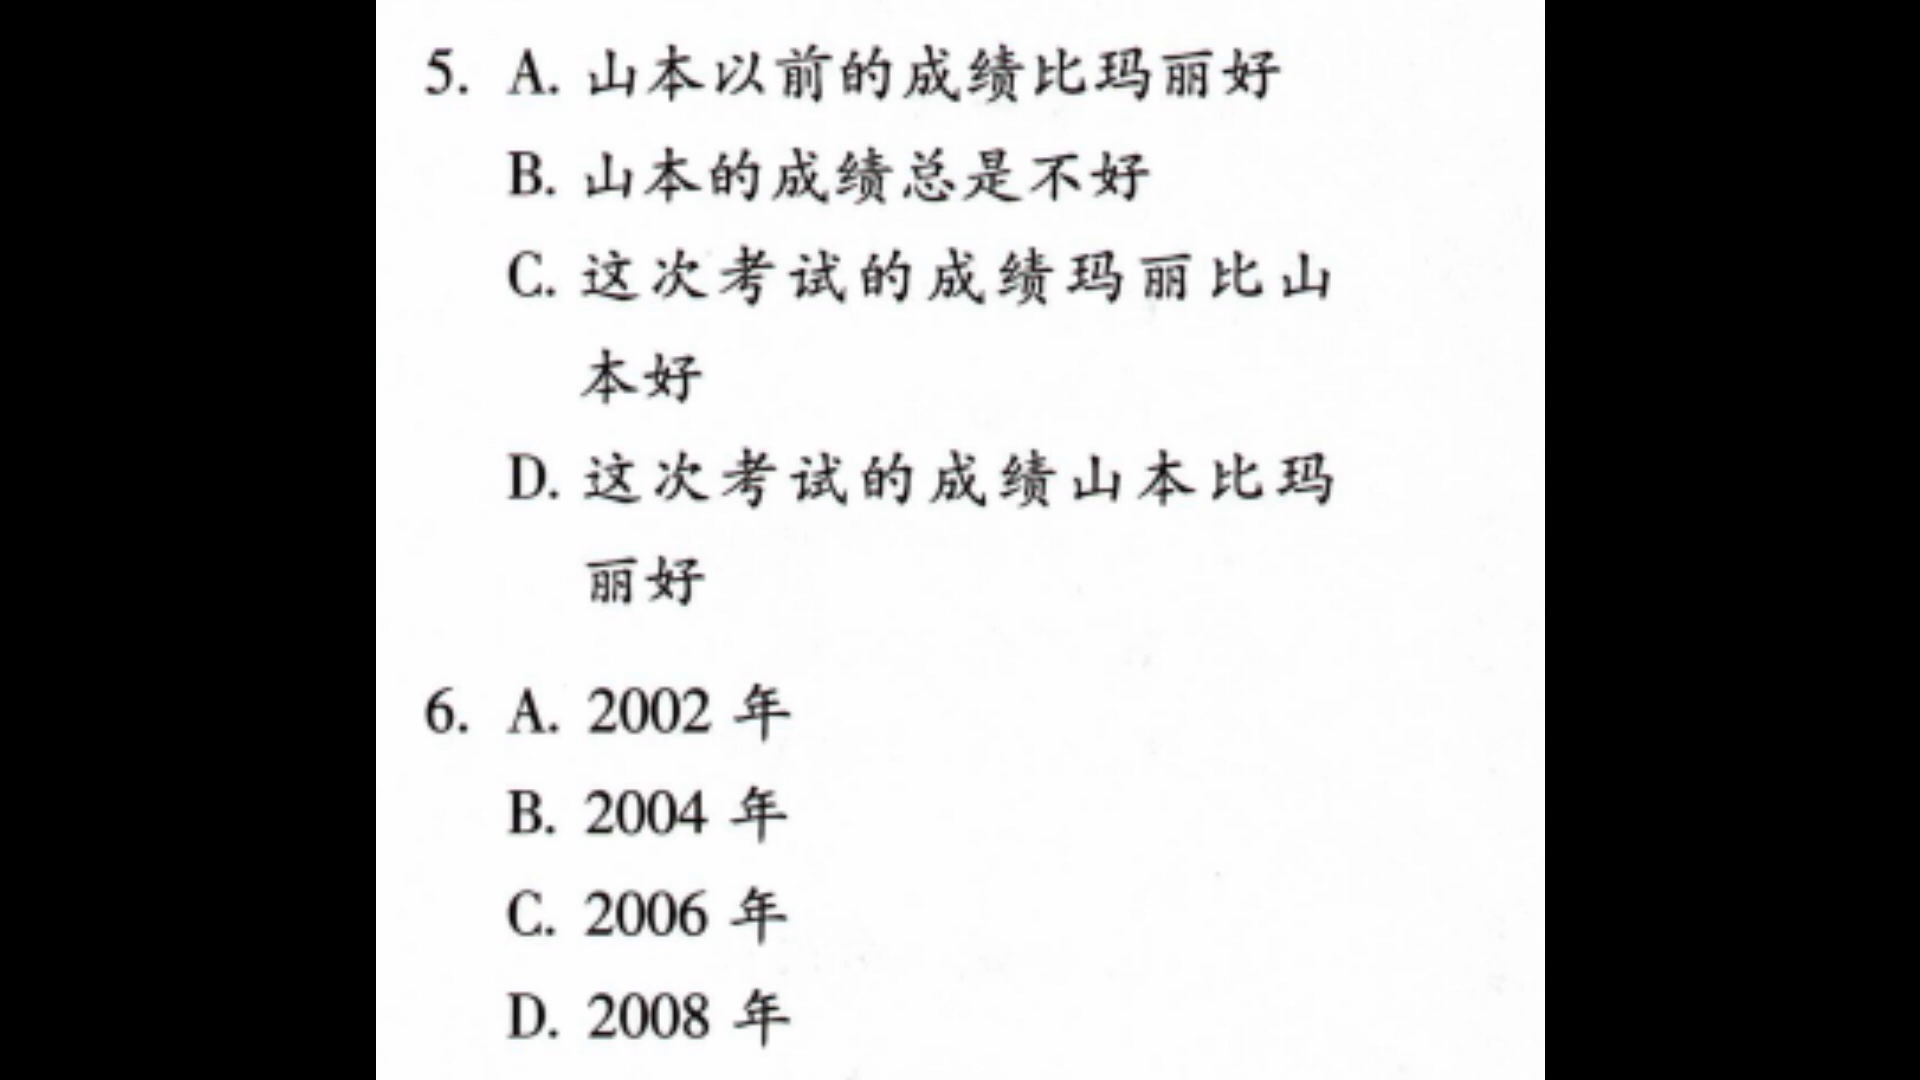 5. A. 山本以前的成绩比玛丽好
B. 山本的成绩总是不好
C. 这次考试的成绩玛丽比山
本好
D. 这次考试的成绩山本比玛
丽好
6. A. 2002 年
B. 2004 年
C. 2006 年
D. 2008 年